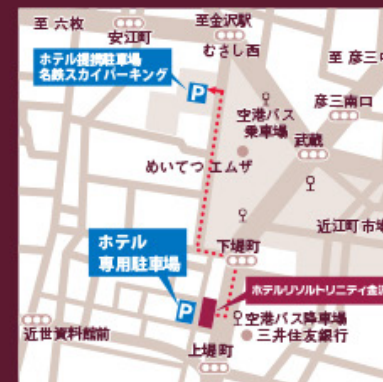 至 六枚
安江町
至金沢駅
むさし西
至 彦三
ホテル提携駐車場
名鉄スカイパーキング
P
彦三南口
空港バス
乗車場
武蔵
めいてつ エムザ
近江町市
下堤町
ホテル
専用駐車場
ホテルリソルトリニティ金
P
空港バス降車場
三井住友銀行
近世資料館前
上堤町